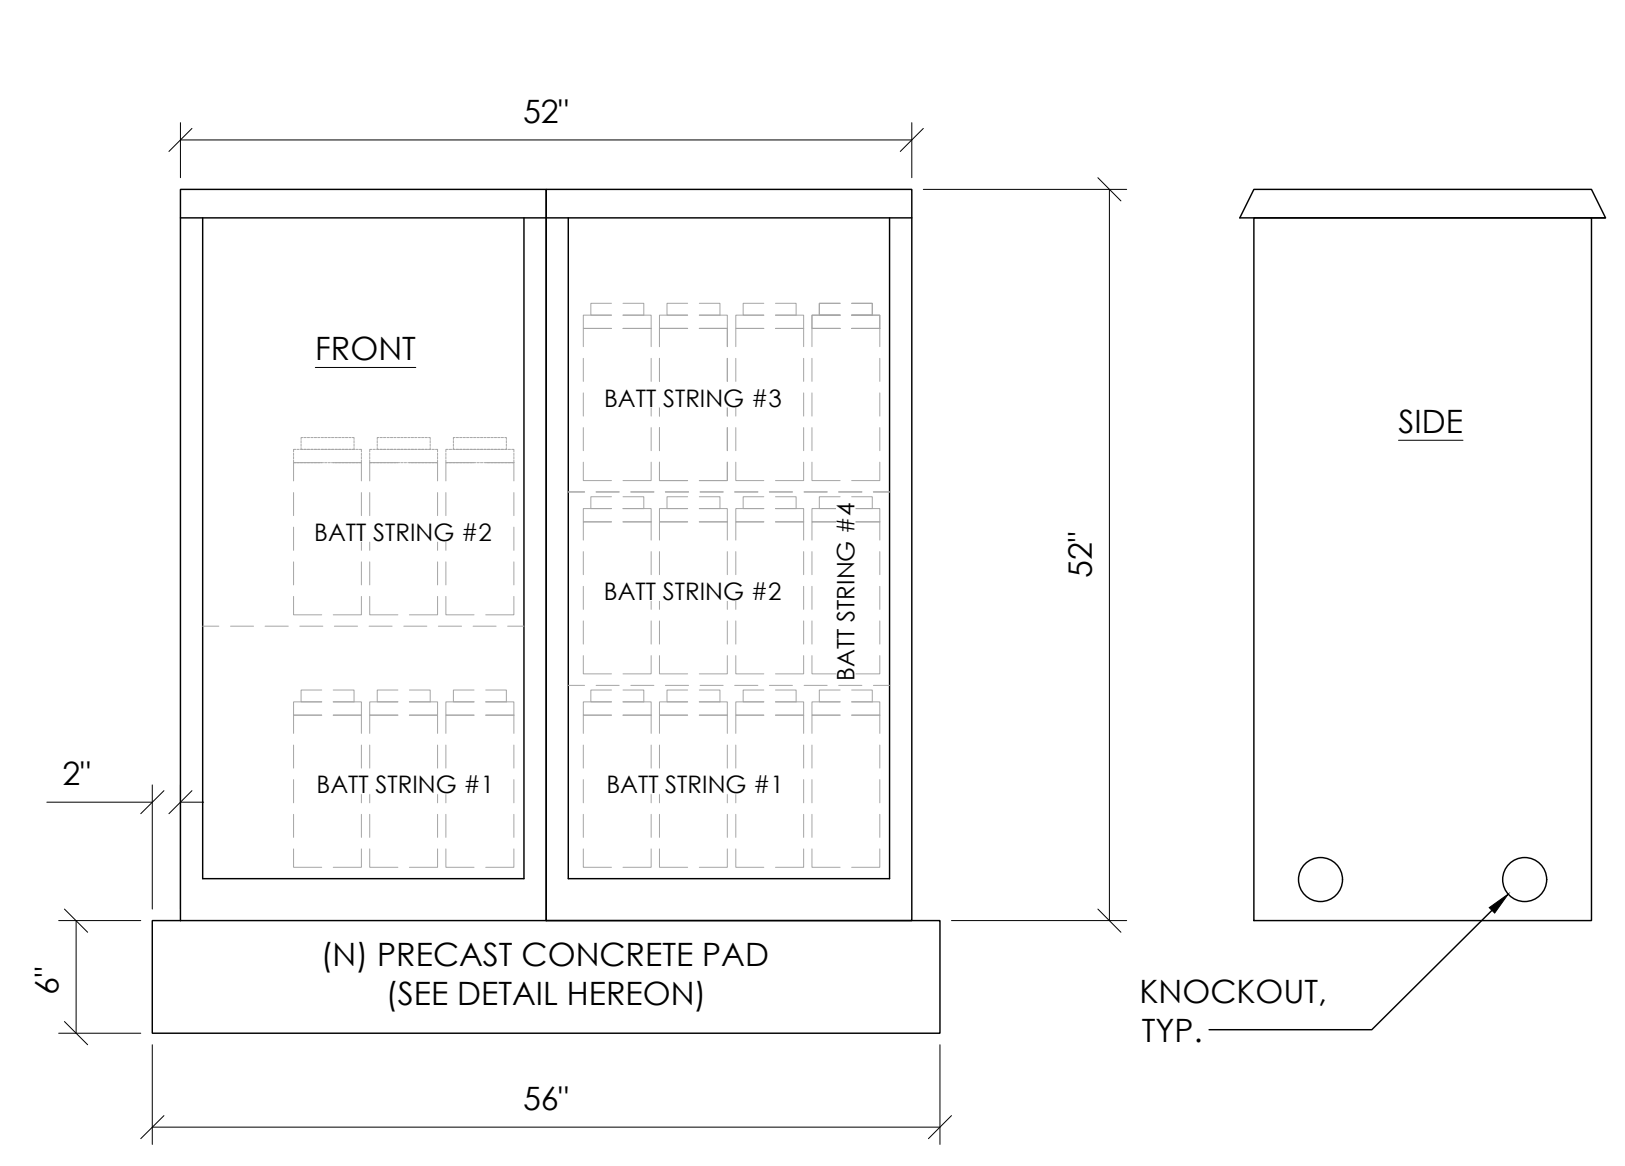 52"
FRONT
BATT STRING #3
SIDE
BATT STRING #2
BATT STRING #2
BATT STRING #4
52"
2"
BATT STRING #1
BATT STRING #1
6"
(N) PRECAST CONCRETE PAD
(SEE DETAIL HEREON)
KNOCKOUT,
TYP.
56"